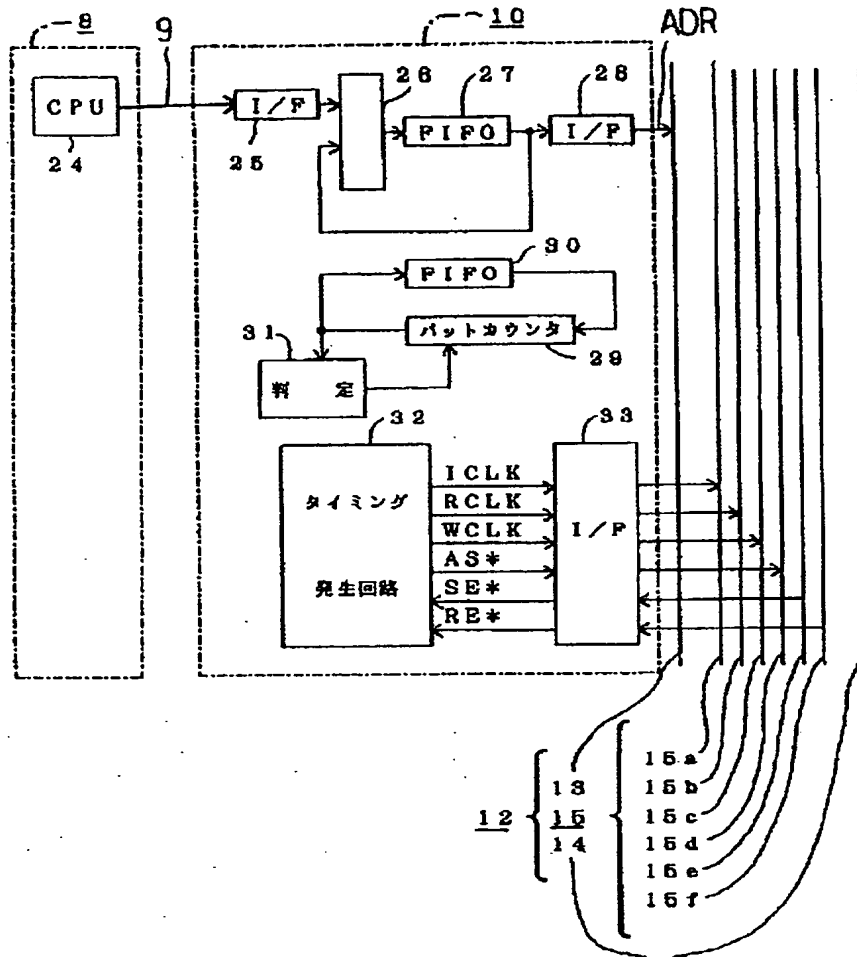 8
9
10
ADR
CPU
24
I/F
25
26
27
FIFO
28
I/F
30
FIFO
31
バットカウンタ
29
判 定
32
33
タイミング
発生回路
ICLK
RCLK
WCLK
AS*
SE*
RE*
I/F
12
13
15
14
15a
15b
15c
15d
15e
15f